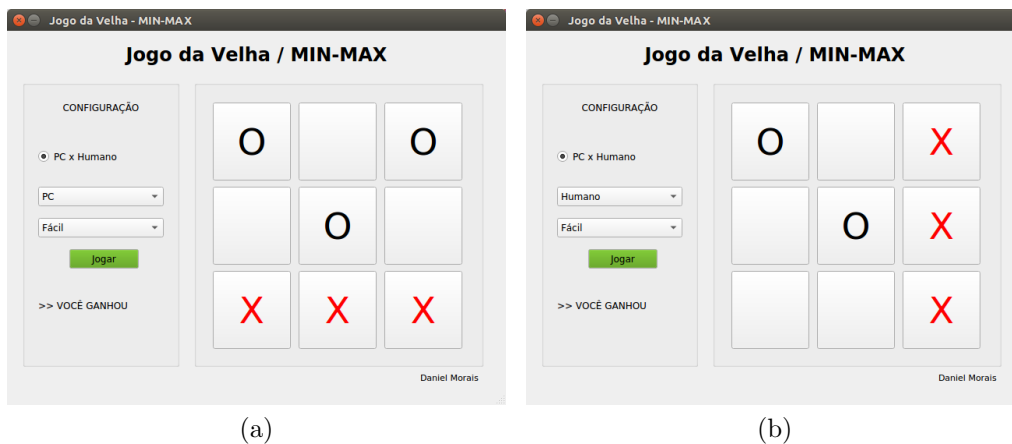 Jogo da Velha - MIN-MAX
Jogo da Velha / MIN-MAX
CONFIGURAÇÃO
PC x Humano
PC
Fácil
Jogar
>> VOCÊ GANHOU
O O
O
X X X
Daniel Morais
(a)
Jogo da Velha - MIN-MAX
Jogo da Velha / MIN-MAX
CONFIGURAÇÃO
PC x Humano
Humano
Fácil
Jogar
>> VOCÊ GANHOU
O X
O X
X
Daniel Morais
(b)